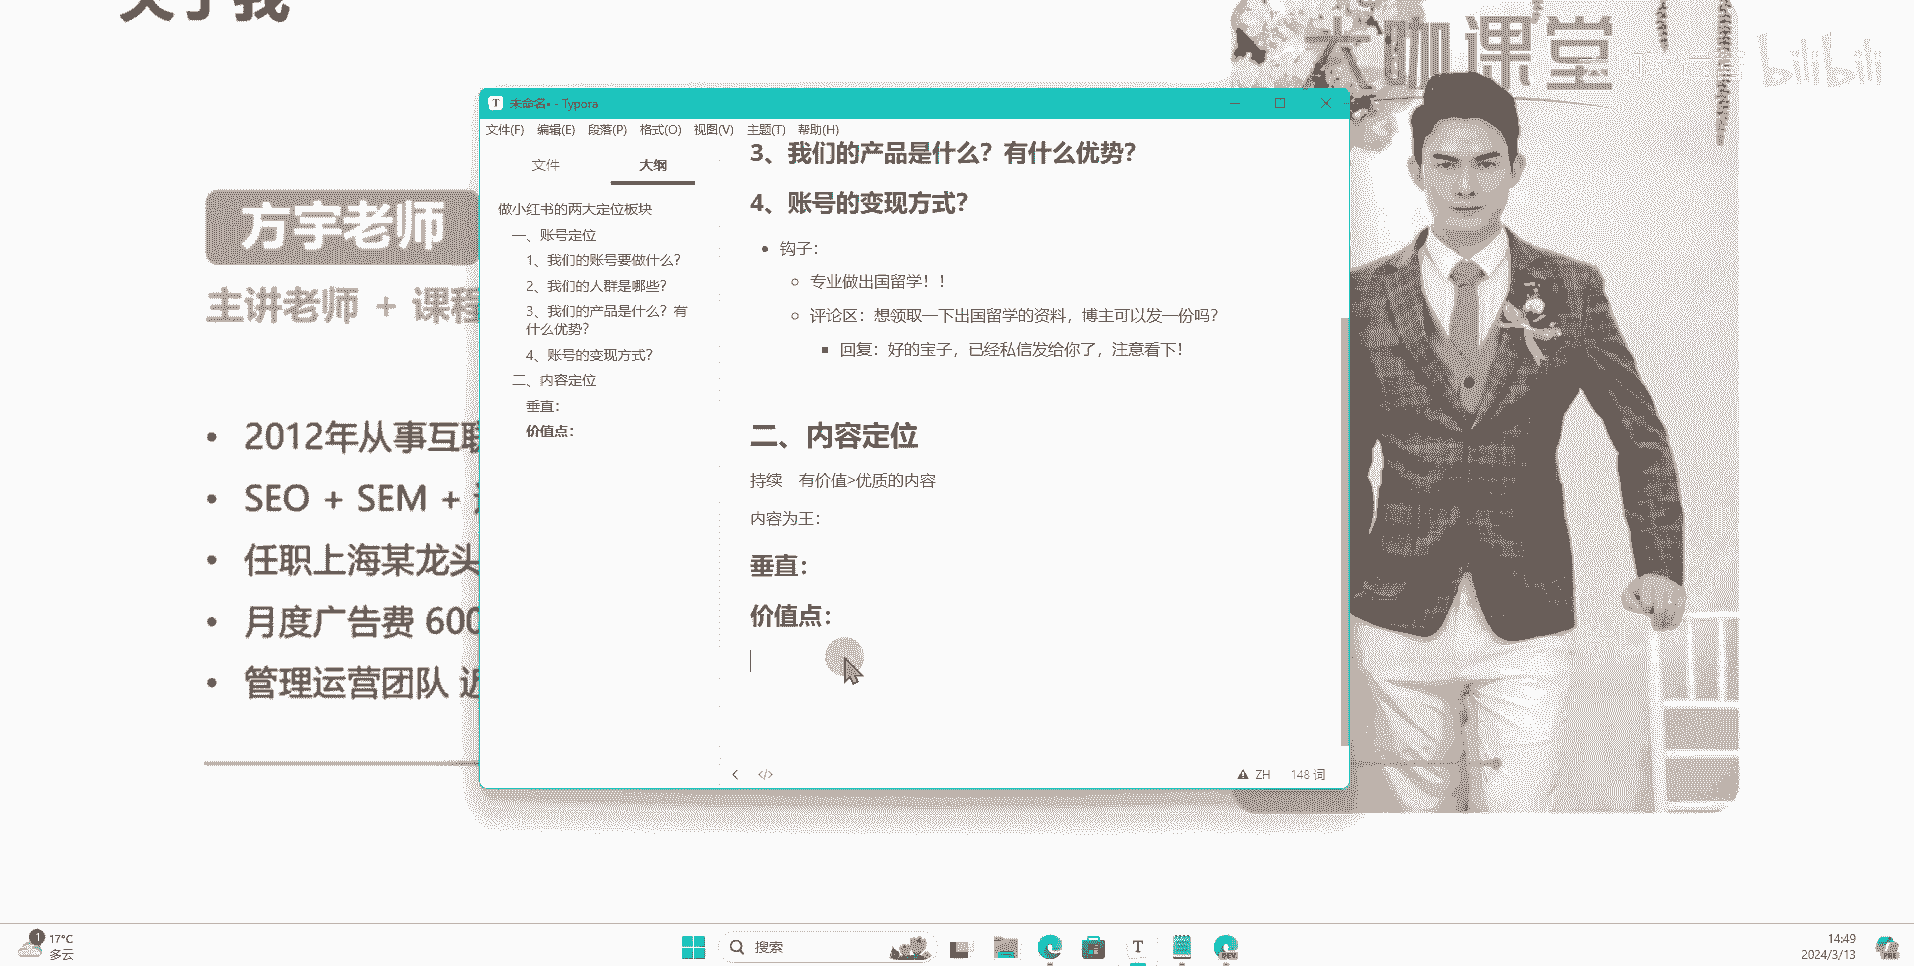 关于我
大咖课堂
bilibili
方宇老师
主讲老师 + 课程
• 2012年从事互联
• SEO + SEM +
• 任职上海某龙头
• 月度广告费 600
• 管理运营团队 近
未命名• - Typora
文件(F) 编辑(E) 段落(P) 格式(O) 视图(V) 主题(T) 帮助(H)
文件 大纲
做小红书的两大定位板块
一、账号定位
1、我们的账号要做什么？
2、我们的人群是哪些？
3、我们的产品是什么？有
什么优势？
4、账号的变现方式？
二、内容定位
垂直：
价值点：
3、我们的产品是什么？有什么优势？
4、账号的变现方式？
• 钩子：
专业做出国留学！！
评论区：想领取一下出国留学的资料，博主可以发一份吗？
回复：好的宝子，已经私信发给你了，注意看下！
二、内容定位
持续 有价值>优质的内容
内容为王：
垂直：
价值点：
ZH 148 词
1
17°C
多云
搜索
T
DEV
14:49
2024/3/13
PRE